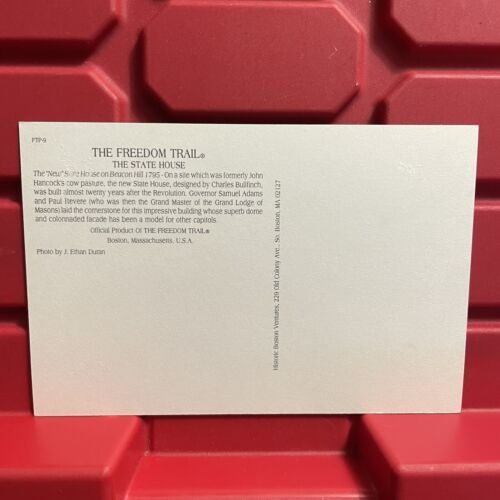 FTP-9
THE FREEDOM TRAIL®
THE STATE HOUSE
The "New" State House on Beacon Hill 1795 - On a site which was formerly John
Hancock's cow pasture, the new State House, designed by Charles Bullfinch,
was built almost twenty years after the Revolution. Governor Samuel Adams
and Paul Revere (who was then the Grand Master of the Grand Lodge of
Masons) laid the cornerstone for this impressive building whose superb dome
and colonnaded facade has been a model for other capitols.
Official Product Of THE FREEDOM TRAIL®
Boston, Massachusetts, U.S.A.
Photo by J. Ethan Duran
Historic Boston Ventures, 229 Old Colony Ave., So. Boston, MA 02127